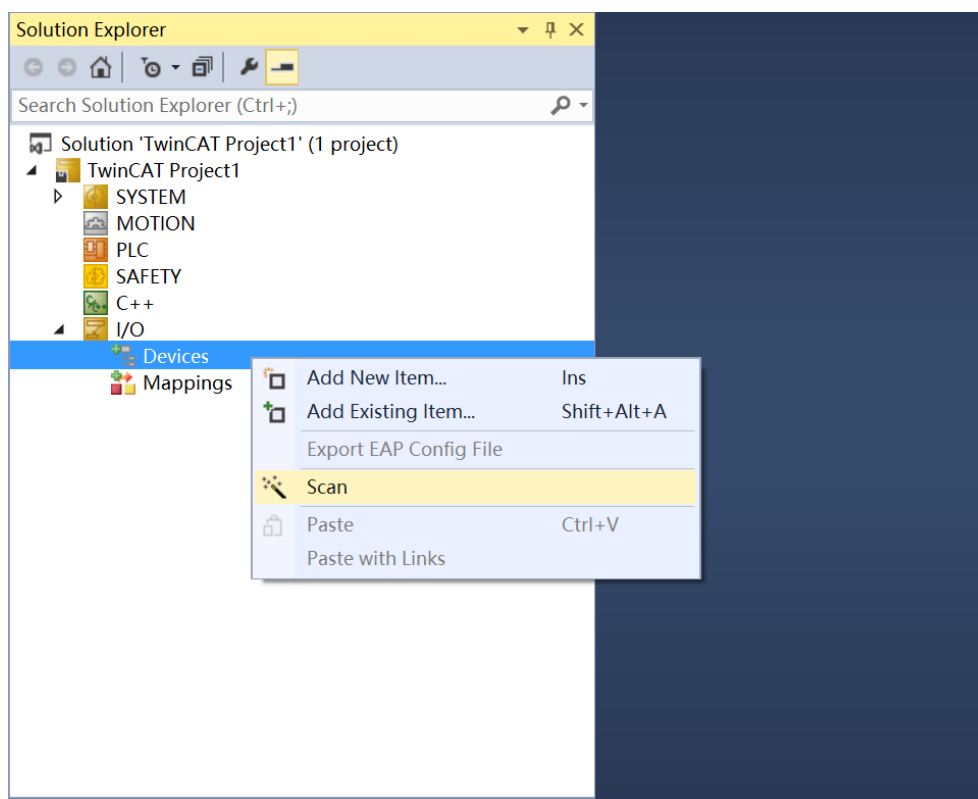 Solution Explorer
Search Solution Explorer (Ctrl+;)
Solution 'TwinCAT Project1' (1 project)
TwinCAT Project1
SYSTEM
MOTION
PLC
SAFETY
C++
I/O
Devices
Mappings
Add New Item... Ins
Add Existing Item... Shift+Alt+A
Export EAP Config File
Scan
Paste Ctrl+V
Paste with Links